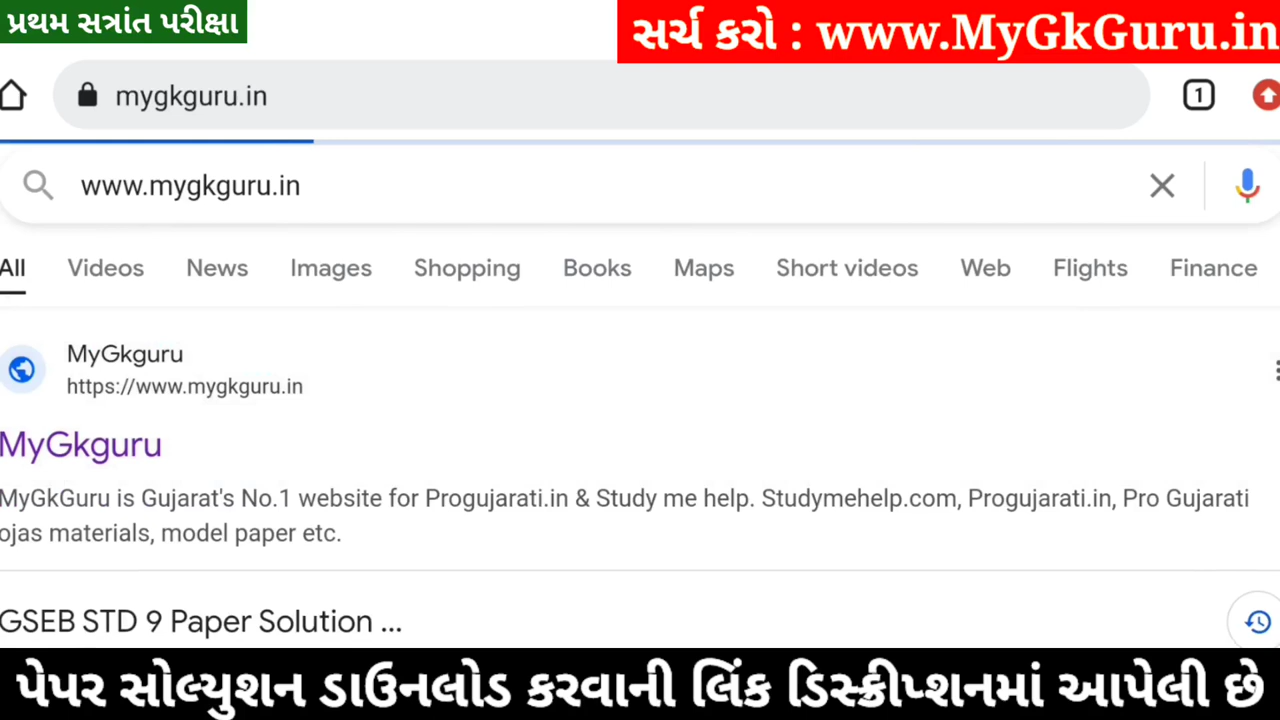 પ્રથમ સત્રાંત પરીક્ષા
સર્ચ કરો : www.MyGkGuru.in
mygkguru.in
1
www.mygkguru.in
All Videos News Images Shopping Books Maps Short videos Web Flights Finance
MyGkguru
https://www.mygkguru.in
MyGkguru
MyGkGuru is Gujarat's No.1 website for Progujarati.in & Study me help. Studymehelp.com, Progujarati.in, Pro Gujarati
ojas materials, model paper etc.
GSEB STD 9 Paper Solution ...
પેપર સોલ્યુશન ડાઉનલોડ કરવાની લિંક ડિસ્ક્રીપ્શનમાં આપેલી છે